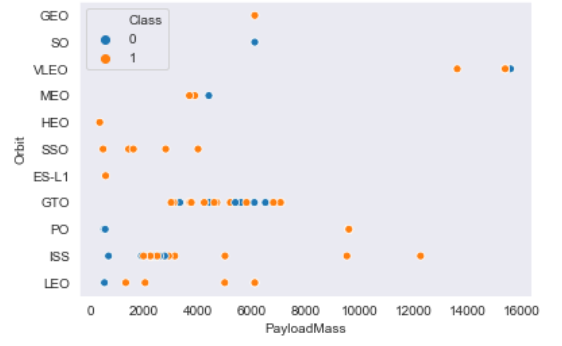 Class
0
1
Orbit
GEO
SO
VLEO
MEO
HEO
SSO
ES-L1
GTO
PO
ISS
LEO
0 2000 4000 6000 8000 10000 12000 14000 16000
PayloadMass